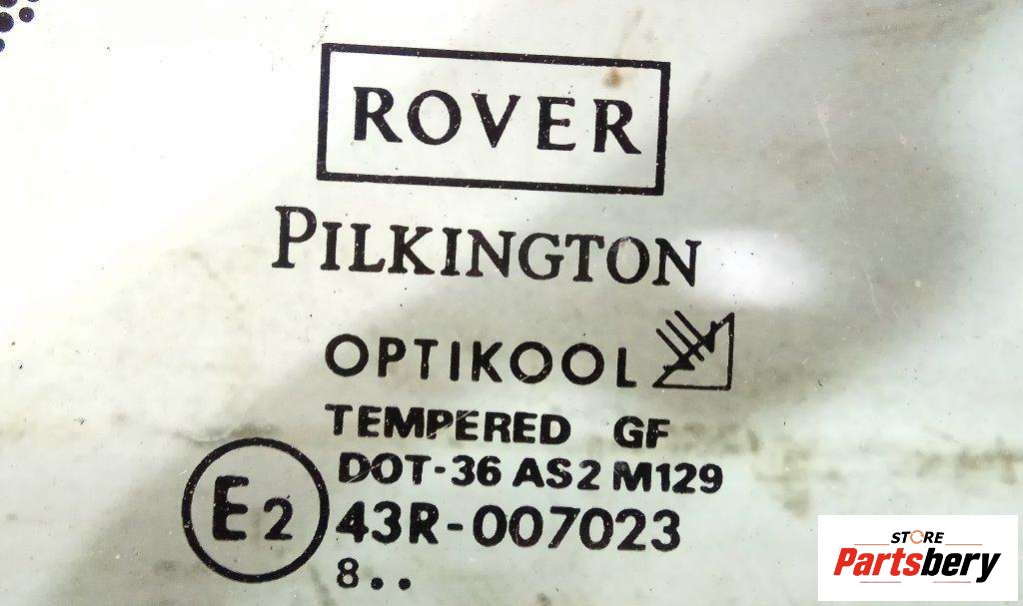 ROVER
PILKINGTON
OPTIKOOL
TEMPERED GF
DOT-36 AS2 M129
E2 43R-007023
8..
STORE
Partsbery